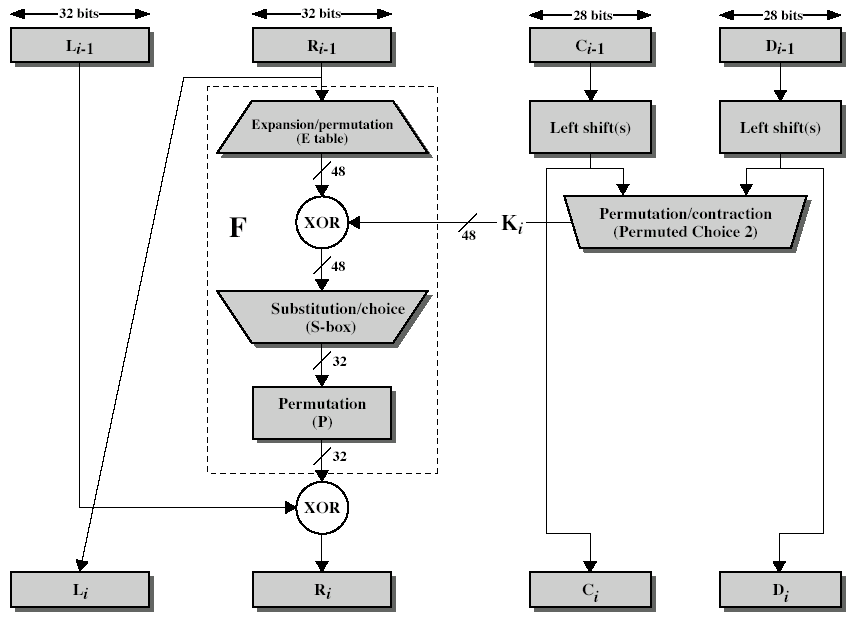 32 bits
32 bits
28 bits
28 bits
Li-1
Ri-1
Ci-1
Di-1
Expansion/permutation
(E table)
Left shift(s)
Left shift(s)
48
F
XOR
48
Ki
Permutation/contraction
(Permuted Choice 2)
48
Substitution/choice
(S-box)
32
Permutation
(P)
32
XOR
Li
Ri
Ci
Di